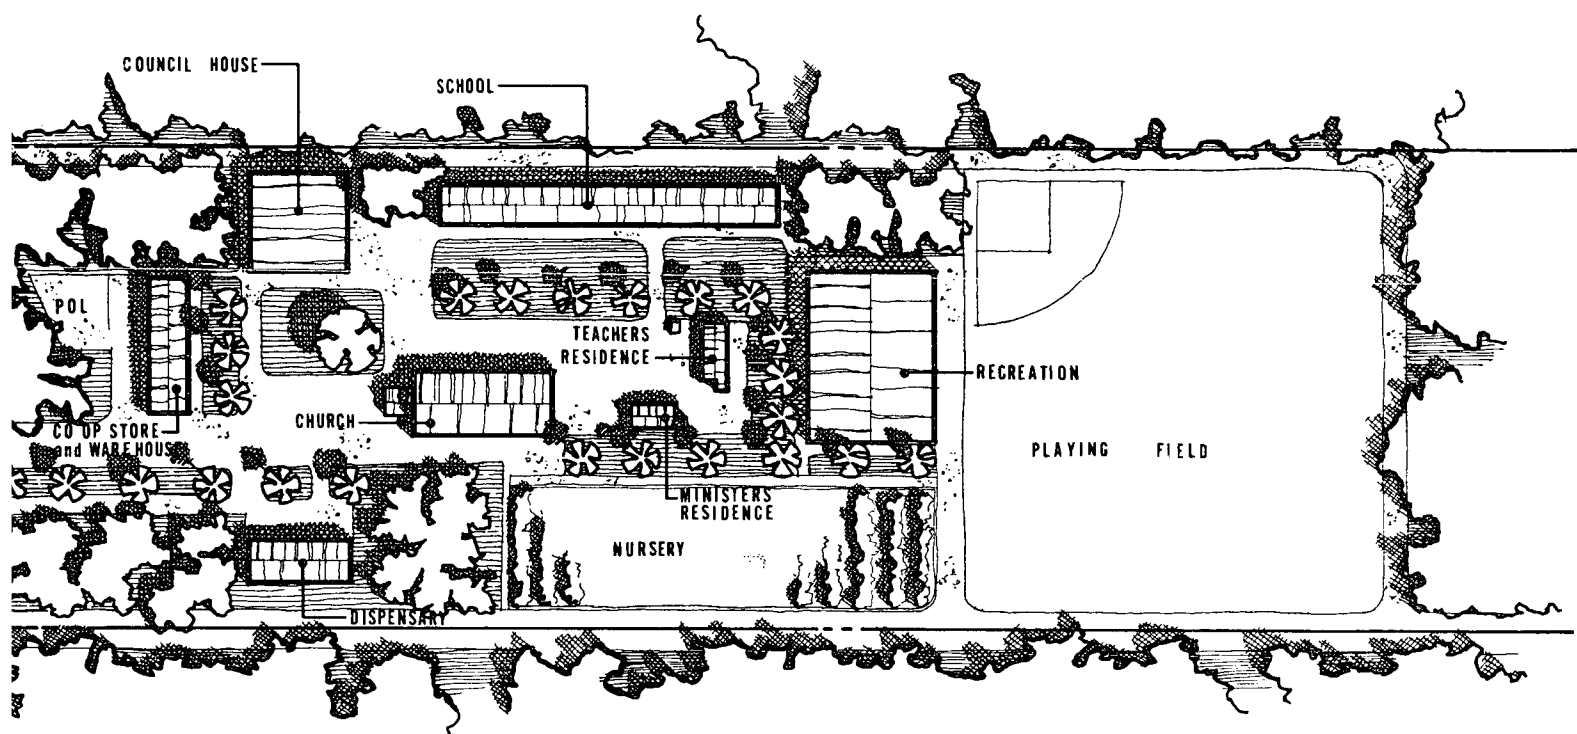 COUNCIL HOUSE
SCHOOL
POL
TEACHERS
RESIDENCE
RECREATION
CHURCH
CO OP STORE
and WAREHOUSE
PLAYING FIELD
MINISTERS
RESIDENCE
NURSERY
DISPENSARY